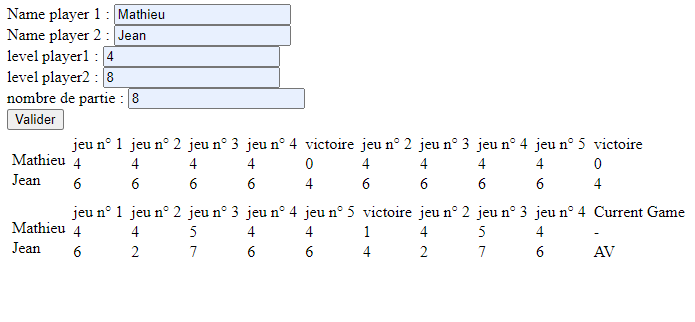 Name player 1 : Mathieu
Name player 2 : Jean
level player1 : 4
level player2 : 8
nombre de partie : 8
Valider
jeu n° 1 jeu n° 2 jeu n° 3 jeu n° 4 victoire jeu n° 2 jeu n° 3 jeu n° 4 jeu n° 5 victoire
Mathieu 4 4 4 4 0 4 4 4 4 0
Jean 6 6 6 6 4 6 6 6 6 4
jeu n° 1 jeu n° 2 jeu n° 3 jeu n° 4 jeu n° 5 victoire jeu n° 2 jeu n° 3 jeu n° 4 Current Game
Mathieu 4 4 5 4 4 1 4 5 4 -
Jean 6 2 7 6 6 4 2 7 6 AV